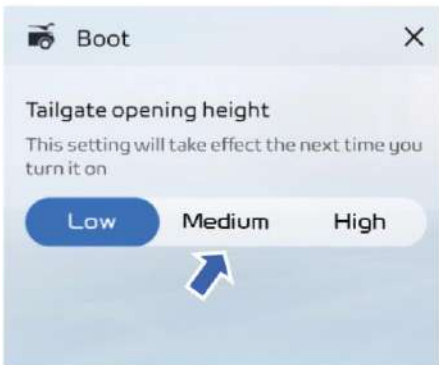 Boot
Tailgate opening height
This setting will take effect the next time you
turn it on
Low Medium High